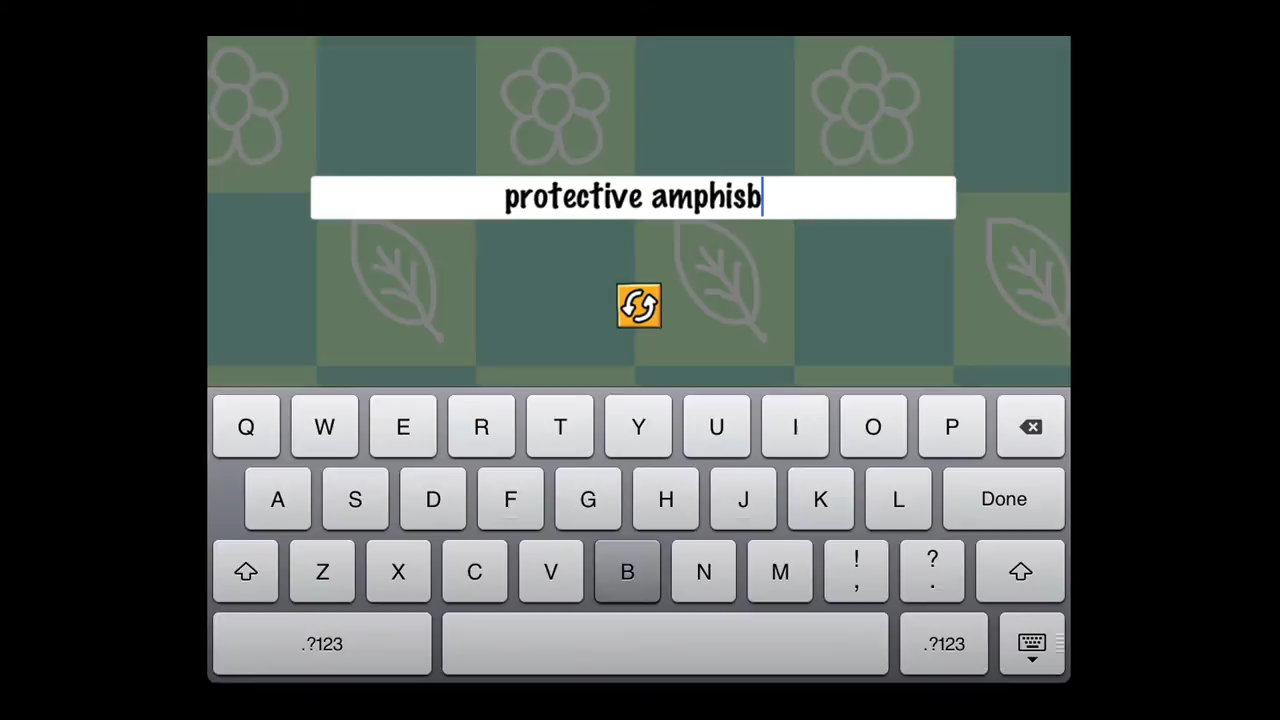 protective amphisb
Q W E R T Y U I O P
A S D F G H J K L Done
Z X C V B N M ! , ? .
.?123 .?123